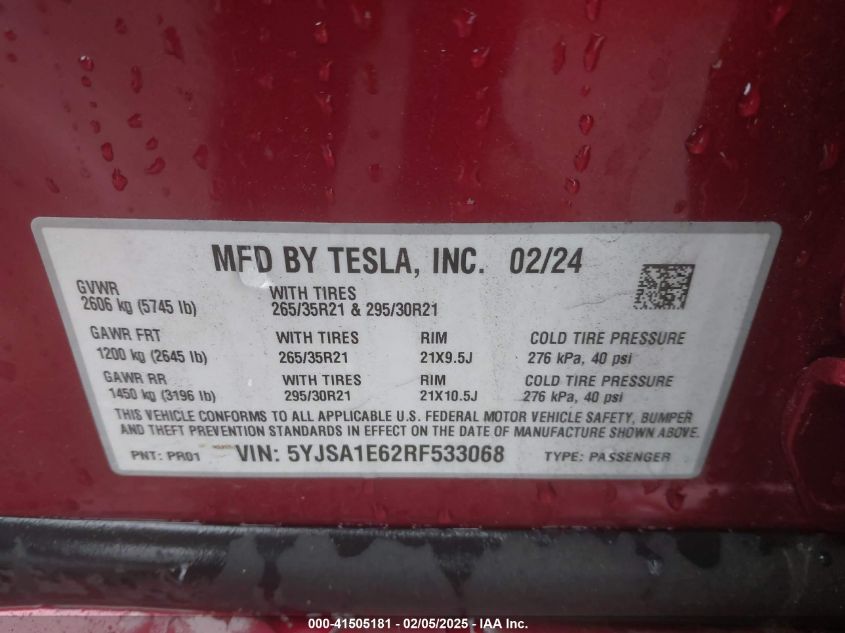 MFD BY TESLA, INC. 02/24
GVWR
2606 kg (5745 lb)
WITH TIRES
265/35R21 & 295/30R21
GAWR FRT WITH TIRES RIM COLD TIRE PRESSURE
1200 kg (2645 lb) 265/35R21 21X9.5J 276 kPa, 40 psi
GAWR RR WITH TIRES RIM COLD TIRE PRESSURE
1450 kg (3196 lb) 295/30R21 21X10.5J 276 kPa, 40 psi
THIS VEHICLE CONFORMS TO ALL APPLICABLE U.S. FEDERAL MOTOR VEHICLE SAFETY, BUMPER
AND THEFT PREVENTION STANDARDS IN EFFECT ON THE DATE OF MANUFACTURE SHOWN ABOVE.
PNT: PR01 VIN: 5YJSA1E62RF533068 TYPE: PASSENGER
000-41505181 - 02/05/2025 - IAA Inc.